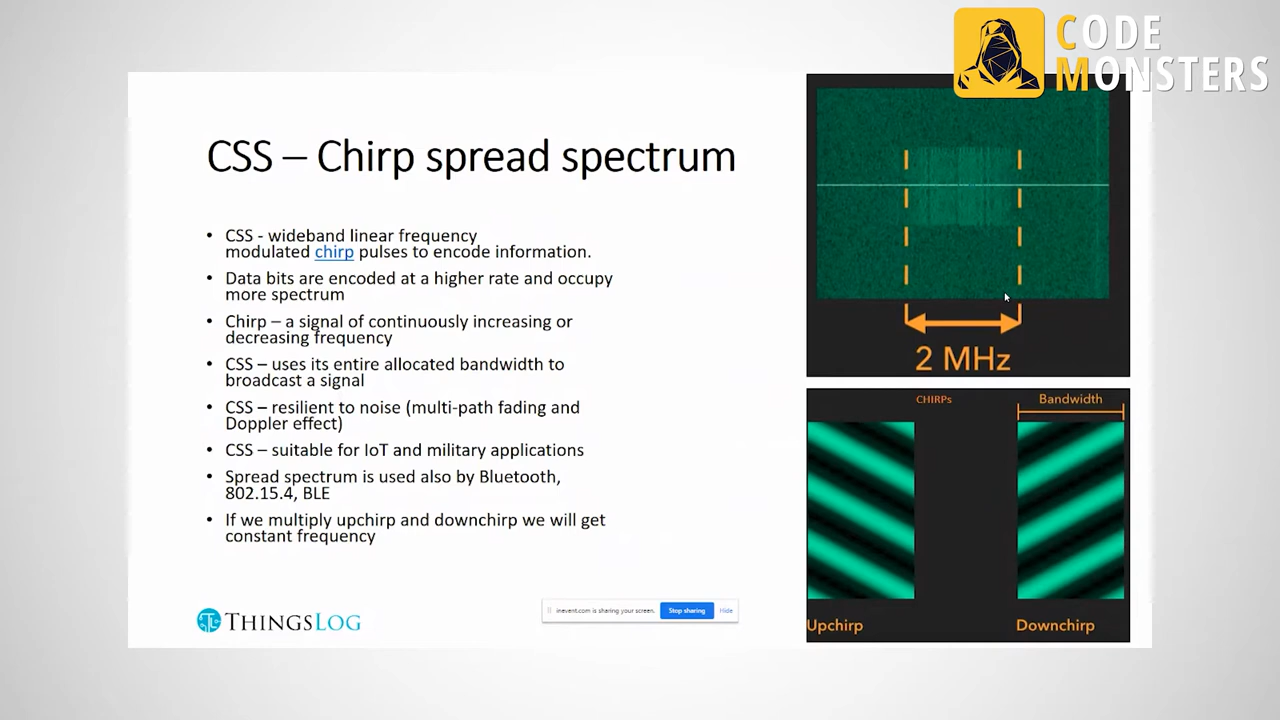 CODE
MONSTERS
CSS – Chirp spread spectrum
• CSS - wideband linear frequency
modulated chirp pulses to encode information.
• Data bits are encoded at a higher rate and occupy
more spectrum
• Chirp – a signal of continuously increasing or
decreasing frequency
• CSS – uses its entire allocated bandwidth to
broadcast a signal
• CSS – resilient to noise (multi-path fading and
Doppler effect)
• CSS – suitable for IoT and military applications
• Spread spectrum is used also by Bluetooth,
802.15.4, BLE
• If we multiply upchirp and downchirp we will get
constant frequency
2 MHz
CHIRPs
Bandwidth
Upchirp
Downchirp
THINGSLOG
inevent.com is sharing your screen.
Stop sharing
Hide